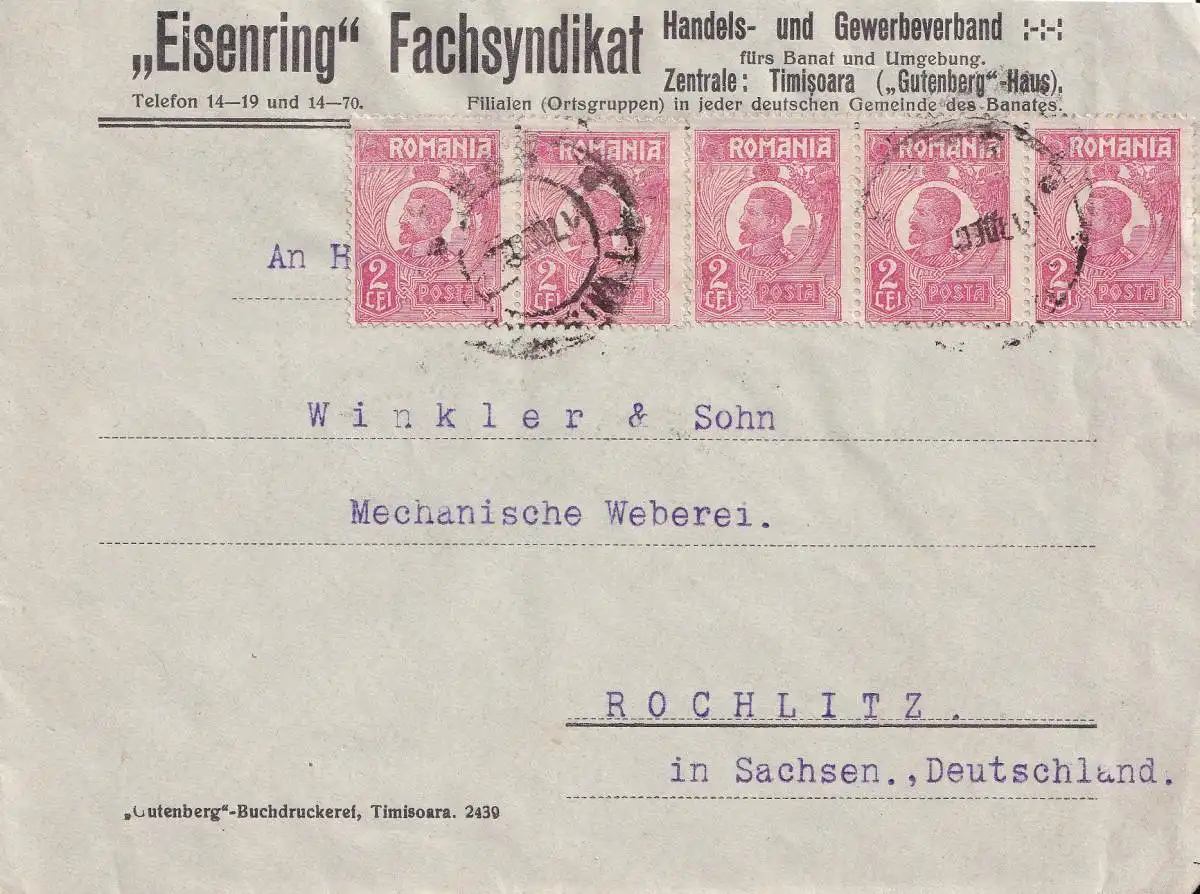 „Eisenring“ Fachsyndikat
Handels- und Gewerbeverband :-:-:
fürs Banat und Umgebung.
Zentrale: Timişoara („Gutenberg“-Haus).
Telefon 14—19 und 14—70.
Filialen (Ortsgruppen) in jeder deutschen Gemeinde des Banates.
ROMANIA ROMANIA ROMANIA ROMANIA ROMANIA
2 LEI POSTA 2 LEI POSTA 2 LEI POSTA 2 LEI POSTA 2 LEI POSTA
17 DEC
An
Winkler & Sohn
Mechanische Weberei.
ROCHLITZ.
in Sachsen.,Deutschland.
„Gutenberg“-Buchdruckerei, Timisoara. 2439